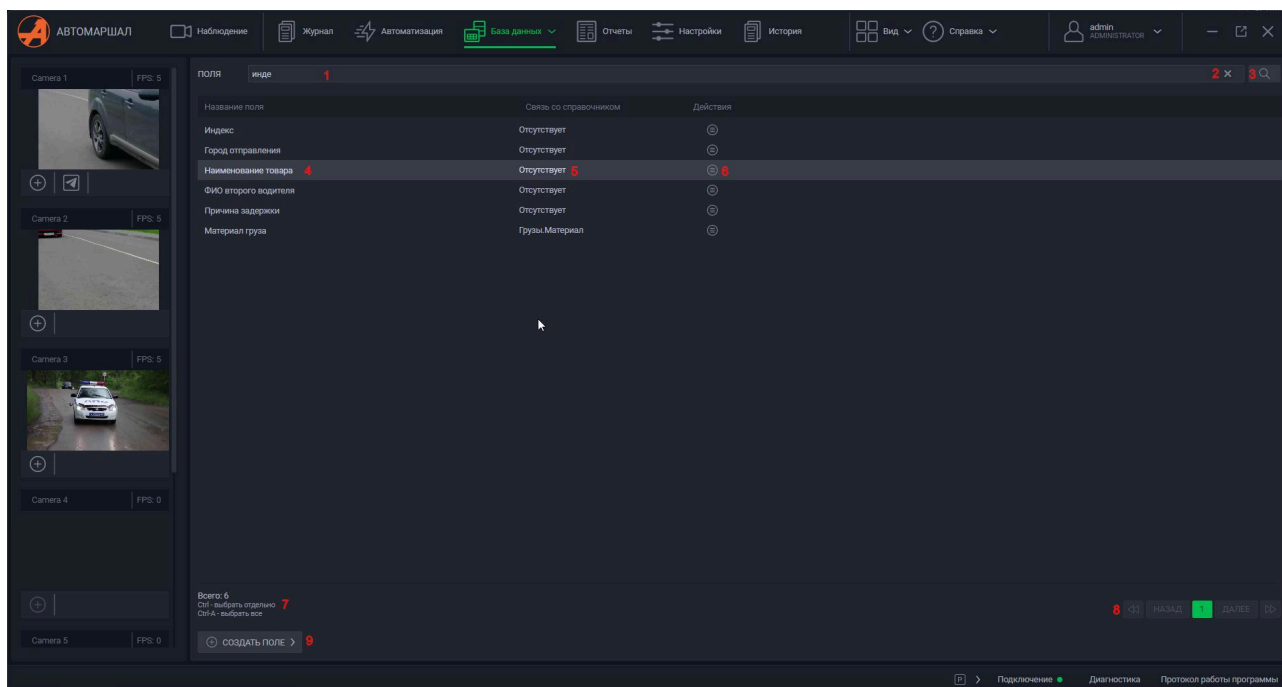 АВТОМАРШАЛ Наблюдение Журнал Автоматизация База данных Отчеты Настройки История Вид ? Справка admin
ADMINISTRATOR
Camera 1 FPS: 5
ПОЛЯ инде 1 2 3
Название поля Связь со справочником Действия
Индекс Отсутствует
Город отправления Отсутствует
Наименование товара 4 Отсутствует 5 6
ФИО второго водителя Отсутствует
Причина задержки Отсутствует
Материал груза Грузы.Материал
Camera 2 FPS: 5
Camera 3 FPS: 5
Camera 4 FPS: 0
Всего: 6
Ctrl - выбрать отдельно 7
Ctrl-A - выбрать все
8 НАЗАД 1 ДАЛЕЕ
Camera 5 FPS: 0
СОЗДАТЬ ПОЛЕ 9
P Подключение Диагностика Протокол работы программы